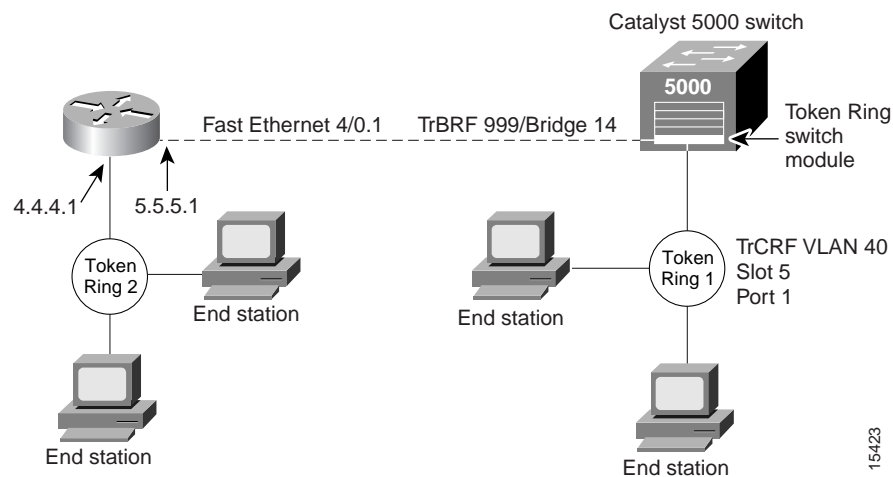 Catalyst 5000 switch
5000
Fast Ethernet 4/0.1
TrBRF 999/Bridge 14
Token Ring
switch
module
4.4.4.1
5.5.5.1
Token
Ring 2
End station
End station
Token
Ring 1
TrCRF VLAN 40
Slot 5
Port 1
End station
End station
15423